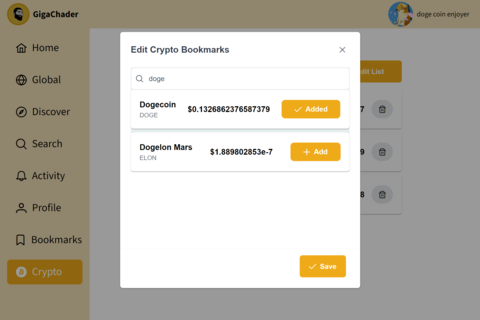 GigaChader
doge coin enjoyer
Home
Global
Discover
Search
Activity
Profile
Bookmarks
Crypto
Edit Crypto Bookmarks
doge
Dogecoin $0.1326862376587379 Added
DOGE
Dogelon Mars $1.889802853e-7 Add
ELON
Save
dit List
7
9
8